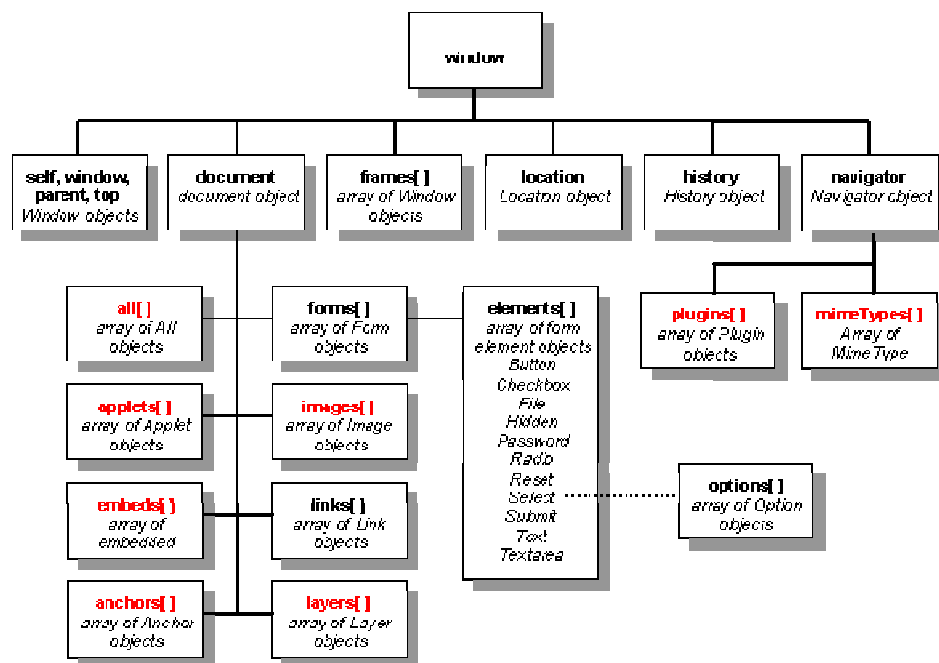 window
self, window,
parent, top
Window objects
document
document object
frames[ ]
array of Window
objects
location
Location object
history
History object
navigator
Navigator object
all[ ]
array of All
objects
forms[ ]
array of Form
objects
elements[ ]
array of form
element objects
Button
Checkbox
File
Hidden
Password
Radio
Reset
Select
Submit
Text
Textarea
plugins[ ]
array of Plugin
objects
mimeTypes[ ]
Array of
MimeType
applets[ ]
array of Applet
objects
images[ ]
array of Image
objects
embeds[ ]
array of
embedded
links[ ]
array of Link
objects
options[ ]
array of Option
objects
anchors[ ]
array of Anchor
objects
layers[ ]
array of Layer
objects